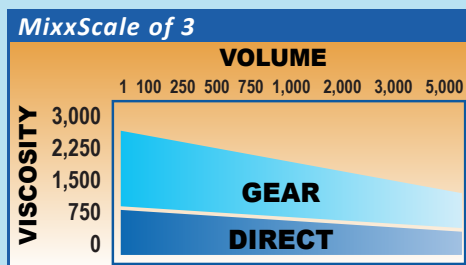 MixxScale of 3
VOLUME
1 100 250 500 750 1,000 2,000 3,000 5,000
VISCOSITY
3,000
2,250
1,500
750
0
GEAR
DIRECT